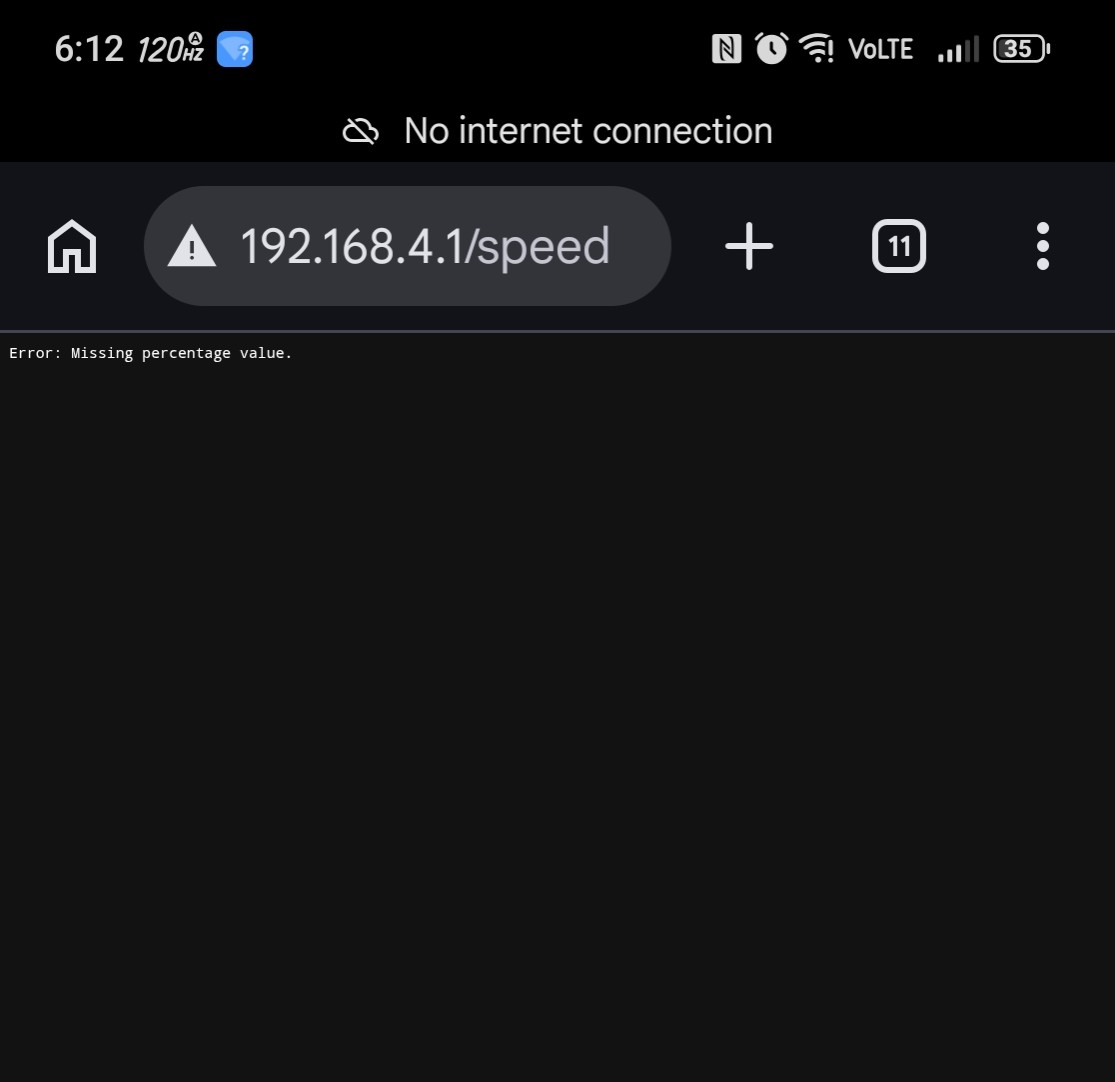 6:12 120HZ A ?
VoLTE 35
No internet connection
192.168.4.1/speed
11
Error: Missing percentage value.